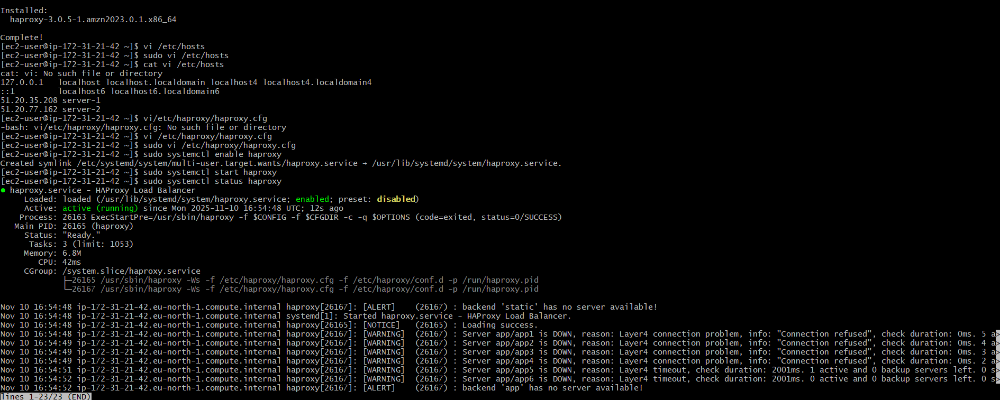 Installed:
  haproxy-3.0.5-1.amzn2023.0.1.x86_64

Complete!
[ec2-user@ip-172-31-21-42 ~]$ vi /etc/hosts
[ec2-user@ip-172-31-21-42 ~]$ sudo vi /etc/hosts
[ec2-user@ip-172-31-21-42 ~]$ cat vi /etc/hosts
cat: vi: No such file or directory
127.0.0.1   localhost localhost.localdomain localhost4 localhost4.localdomain4
::1         localhost6 localhost6.localdomain6
51.20.35.208 server-1
51.20.77.162 server-2
[ec2-user@ip-172-31-21-42 ~]$ vi/etc/haproxy/haproxy.cfg
-bash: vi/etc/haproxy/haproxy.cfg: No such file or directory
[ec2-user@ip-172-31-21-42 ~]$ vi /etc/haproxy/haproxy.cfg
[ec2-user@ip-172-31-21-42 ~]$ sudo vi /etc/haproxy/haproxy.cfg
[ec2-user@ip-172-31-21-42 ~]$ sudo systemctl enable haproxy
Created symlink /etc/systemd/system/multi-user.target.wants/haproxy.service → /usr/lib/systemd/system/haproxy.service.
[ec2-user@ip-172-31-21-42 ~]$ sudo systemctl start haproxy
[ec2-user@ip-172-31-21-42 ~]$ sudo systemctl status haproxy
● haproxy.service - HAProxy Load Balancer
     Loaded: loaded (/usr/lib/systemd/system/haproxy.service; enabled; preset: disabled)
     Active: active (running) since Mon 2025-11-10 16:54:48 UTC; 12s ago
    Process: 26163 ExecStartPre=/usr/sbin/haproxy -f $CONFIG -f $CFGDIR -c -q $OPTIONS (code=exited, status=0/SUCCESS)
   Main PID: 26165 (haproxy)
     Status: "Ready."
      Tasks: 3 (limit: 1053)
     Memory: 6.8M
        CPU: 42ms
     CGroup: /system.slice/haproxy.service
             ├─26165 /usr/sbin/haproxy -Ws -f /etc/haproxy/haproxy.cfg -f /etc/haproxy/conf.d -p /run/haproxy.pid
             └─26167 /usr/sbin/haproxy -Ws -f /etc/haproxy/haproxy.cfg -f /etc/haproxy/conf.d -p /run/haproxy.pid

Nov 10 16:54:48 ip-172-31-21-42.eu-north-1.compute.internal haproxy[26167]: [ALERT]    (26167) : backend 'static' has no server available!
Nov 10 16:54:48 ip-172-31-21-42.eu-north-1.compute.internal systemd[1]: Started haproxy.service - HAProxy Load Balancer.
Nov 10 16:54:48 ip-172-31-21-42.eu-north-1.compute.internal haproxy[26165]: [NOTICE]   (26165) : Loading success.
Nov 10 16:54:48 ip-172-31-21-42.eu-north-1.compute.internal haproxy[26167]: [WARNING]  (26167) : Server app/app1 is DOWN, reason: Layer4 connection problem, info: "Connection refused", check duration: 0ms. 5 a>
Nov 10 16:54:49 ip-172-31-21-42.eu-north-1.compute.internal haproxy[26167]: [WARNING]  (26167) : Server app/app2 is DOWN, reason: Layer4 connection problem, info: "Connection refused", check duration: 0ms. 4 a>
Nov 10 16:54:49 ip-172-31-21-42.eu-north-1.compute.internal haproxy[26167]: [WARNING]  (26167) : Server app/app3 is DOWN, reason: Layer4 connection problem, info: "Connection refused", check duration: 0ms. 3 a>
Nov 10 16:54:49 ip-172-31-21-42.eu-north-1.compute.internal haproxy[26167]: [WARNING]  (26167) : Server app/app4 is DOWN, reason: Layer4 connection problem, info: "Connection refused", check duration: 0ms. 2 a>
Nov 10 16:54:51 ip-172-31-21-42.eu-north-1.compute.internal haproxy[26167]: [WARNING]  (26167) : Server app/app5 is DOWN, reason: Layer4 timeout, check duration: 2001ms. 1 active and 0 backup servers left. 0 s>
Nov 10 16:54:52 ip-172-31-21-42.eu-north-1.compute.internal haproxy[26167]: [WARNING]  (26167) : Server app/app6 is DOWN, reason: Layer4 timeout, check duration: 2001ms. 0 active and 0 backup servers left. 0 s>
Nov 10 16:54:52 ip-172-31-21-42.eu-north-1.compute.internal haproxy[26167]: [ALERT]    (26167) : backend 'app' has no server available!
lines 1-23/23 (END)